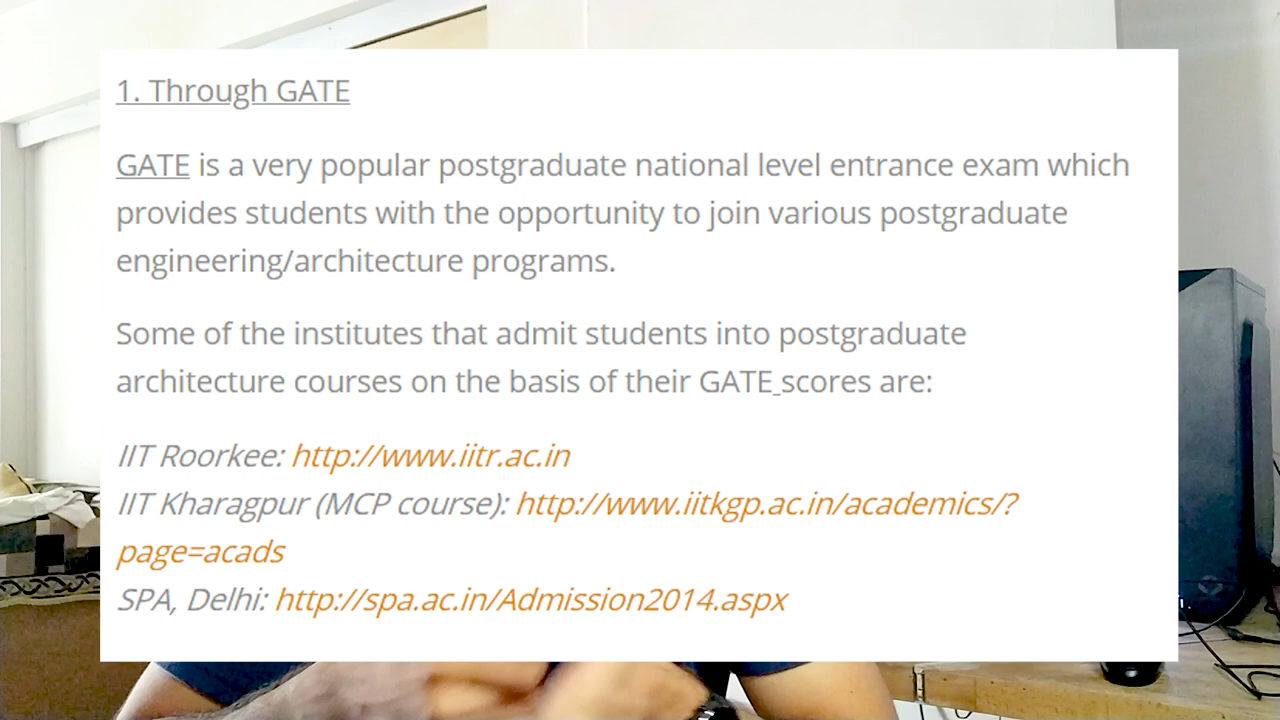 1. Through GATE
GATE is a very popular postgraduate national level entrance exam which
provides students with the opportunity to join various postgraduate
engineering/architecture programs.
Some of the institutes that admit students into postgraduate
architecture courses on the basis of their GATE scores are:
IIT Roorkee: http://www.iitr.ac.in
IIT Kharagpur (MCP course): http://www.iitkgp.ac.in/academics/?
page=acads
SPA, Delhi: http://spa.ac.in/Admission2014.aspx